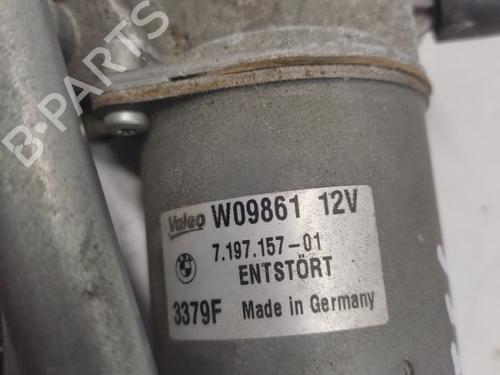 B-PARTS
Valeo W09861 12V
7.197.157-01
ENTSTÖRT
3379F Made in Germany